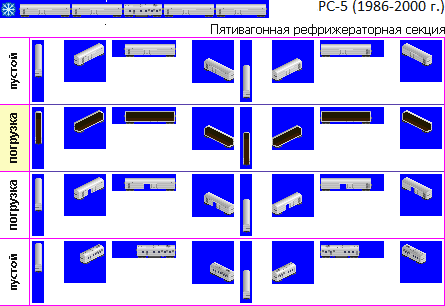 РС-5 (1986-2000 г.)
Пятивагонная рефрижераторная секция
пустой
погрузка
погрузка
пустой